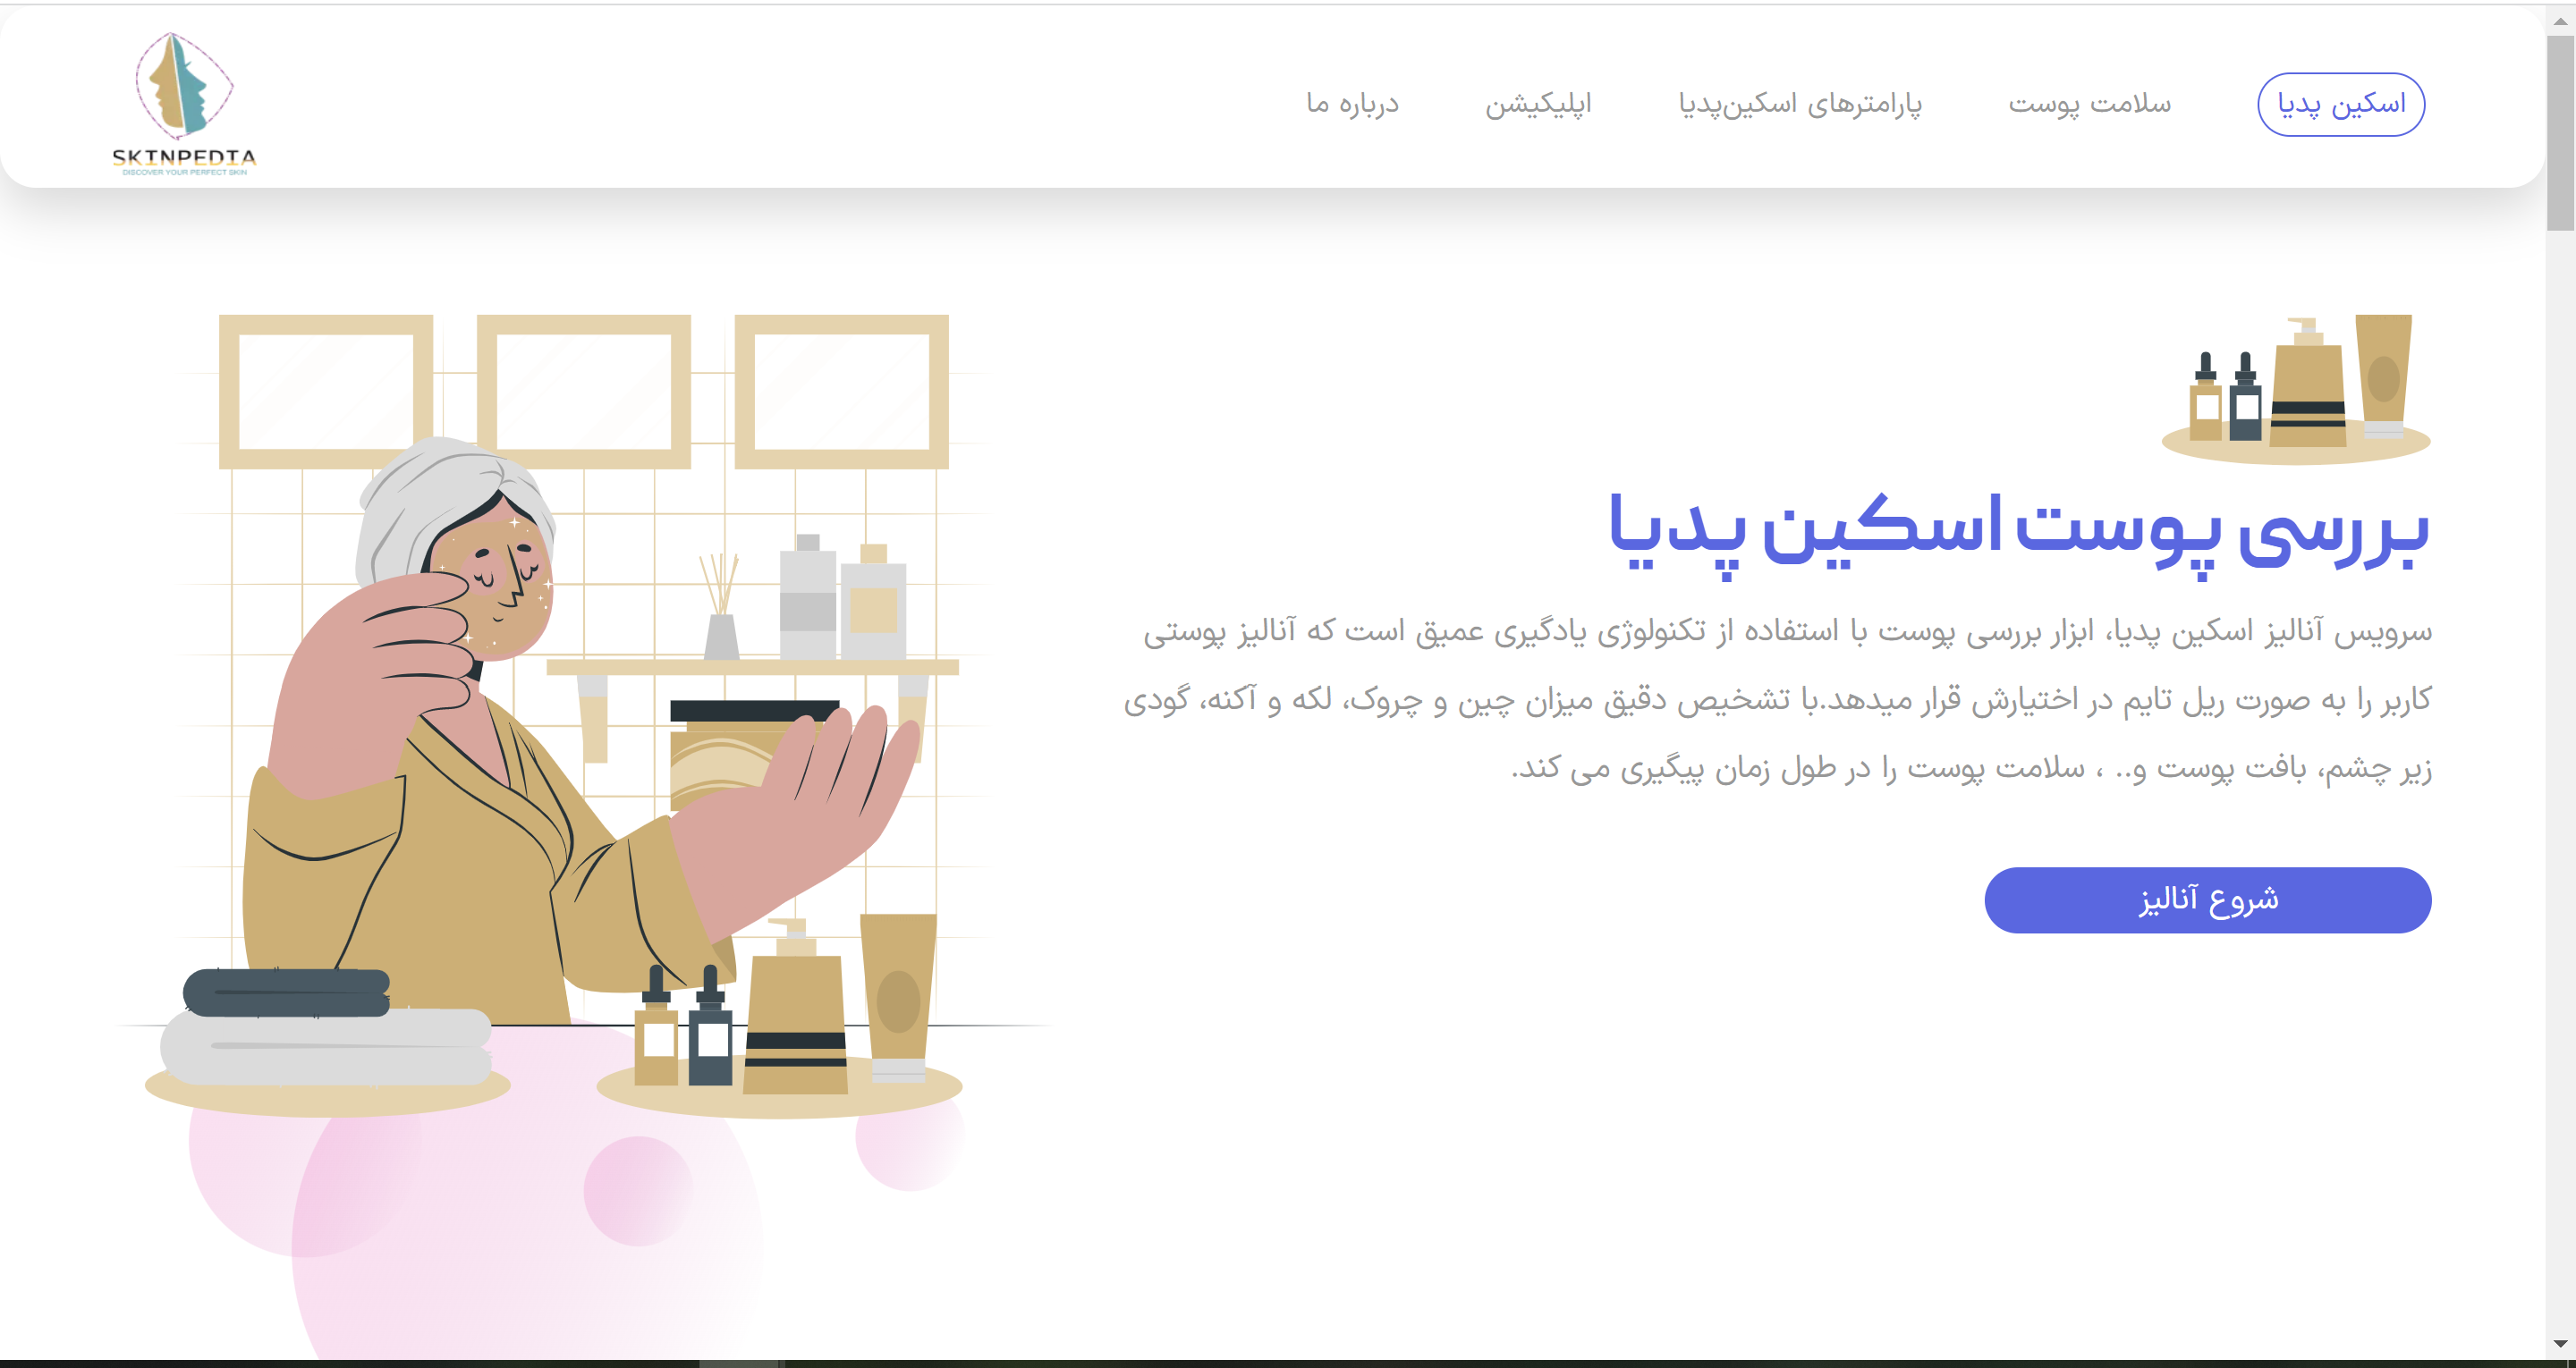 اسکین پدیا
سلامت پوست
پارامترهای اسکین‌پدیا
اپلیکیشن
درباره ما
SKINPEDIA
DISCOVER YOUR PERFECT SKIN
بررسی پوست اسکین پدیا
سرویس آنالیز اسکین پدیا، ابزار بررسی پوست با استفاده از تکنولوژی یادگیری عمیق است که آنالیز پوستی
کاربر را به صورت ریل تایم در اختیارش قرار میدهد.با تشخیص دقیق میزان چین و چروک، لکه و آکنه، گودی
زیر چشم، بافت پوست و.. ، سلامت پوست را در طول زمان پیگیری می کند.
شروع آنالیز